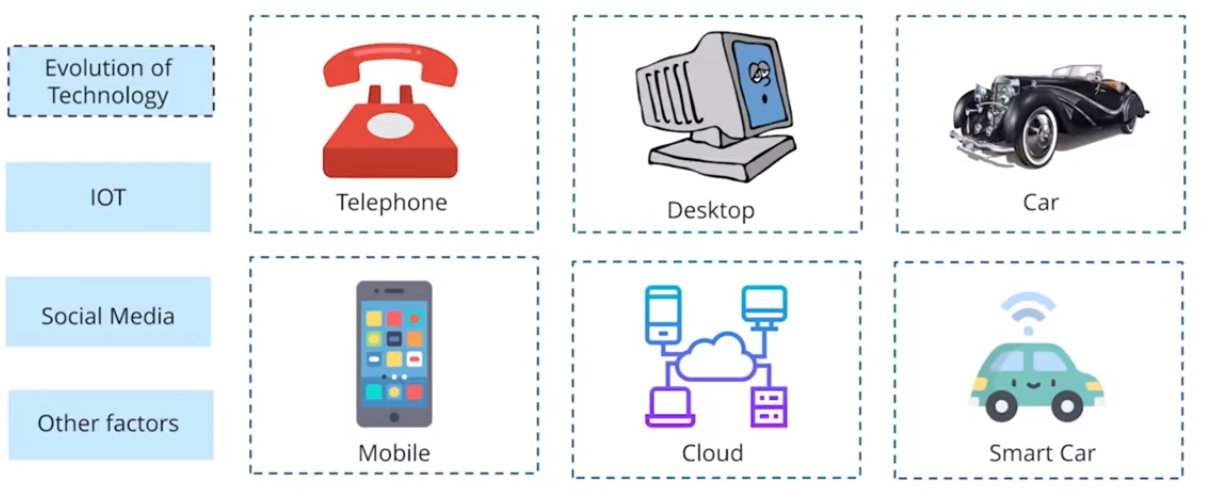 Evolution of
Technology
IOT
Social Media
Other factors
Telephone
Desktop
Car
Mobile
Cloud
Smart Car